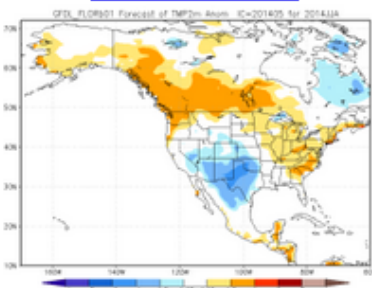 GFDL_FLORb01 Forecast of TMP2m Anom IC=201405 for 2014JJA
70N
60N
50N
40N
30N
20N
10N
160W 140W 120W 100W 80W 60